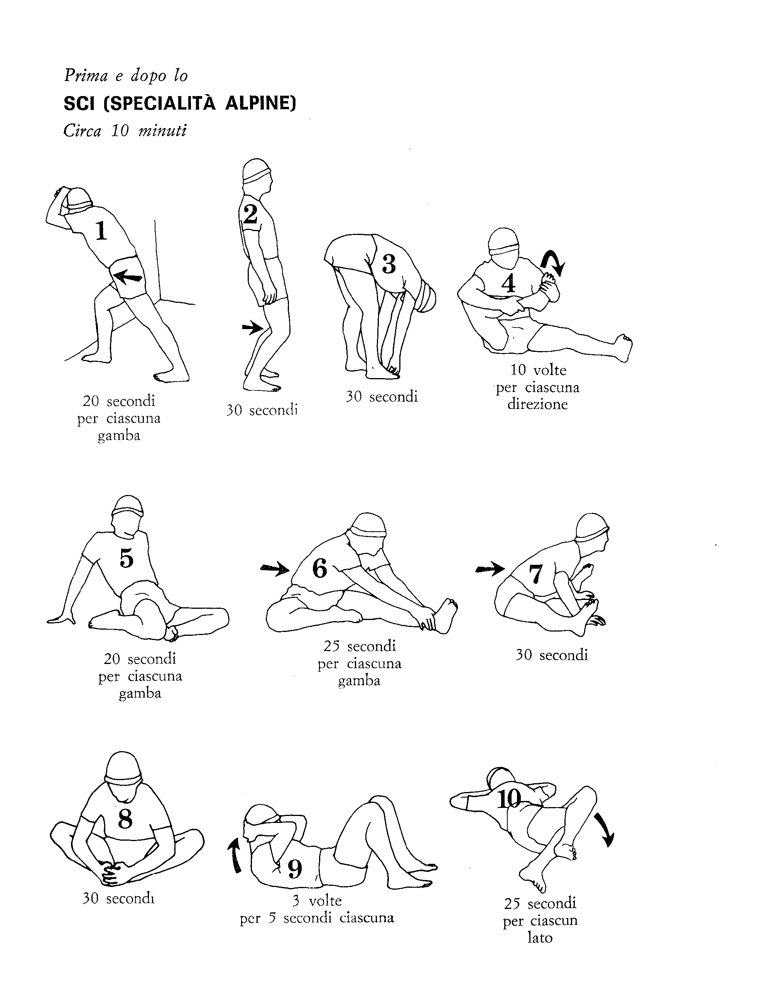 Prima e dopo lo
SCI (SPECIALITÀ ALPINE)
Circa 10 minuti
1
20 secondi
per ciascuna
gamba
2
30 secondi
3
30 secondi
4
10 volte
per ciascuna
direzione
5
20 secondi
per ciascuna
gamba
6
25 secondi
per ciascuna
gamba
7
30 secondi
8
30 secondi
9
3 volte
per 5 secondi ciascuna
10
25 secondi
per ciascun
lato